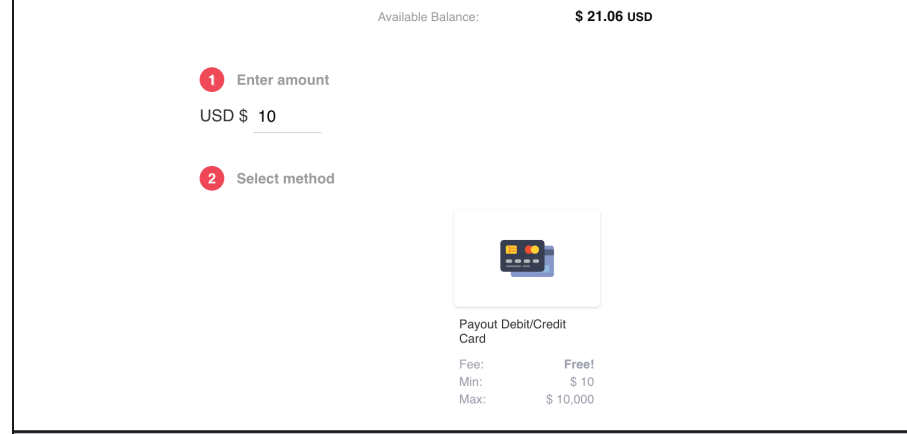 Available Balance: $ 21.06 USD
1 Enter amount
USD $ 10
2 Select method
Payout Debit/Credit
Card
Fee: Free!
Min: $ 10
Max: $ 10,000